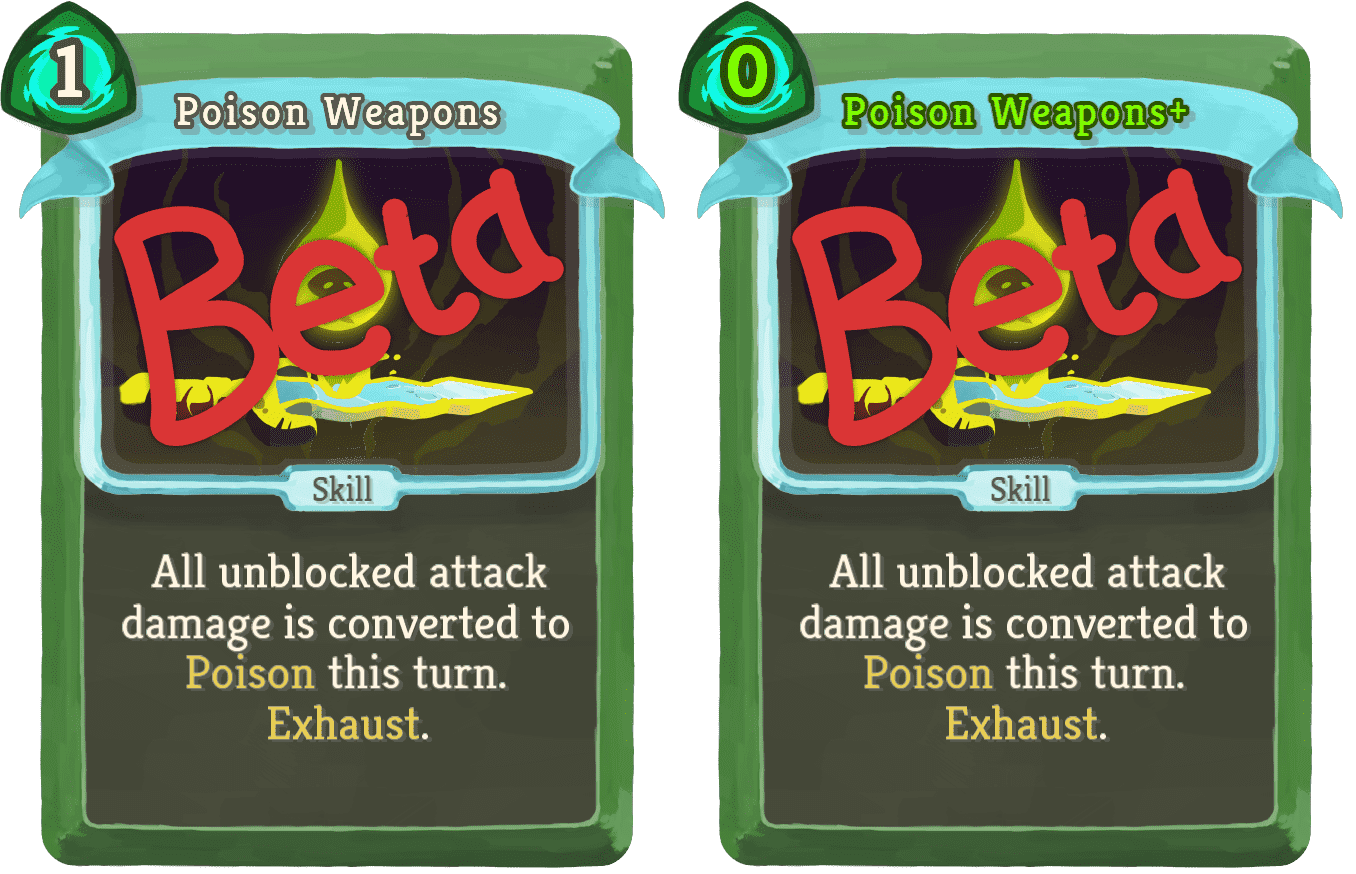 1
Poison Weapons
Beta
Skill
All unblocked attack
damage is converted to
Poison this turn.
Exhaust.
0
Poison Weapons+
Beta
Skill
All unblocked attack
damage is converted to
Poison this turn.
Exhaust.